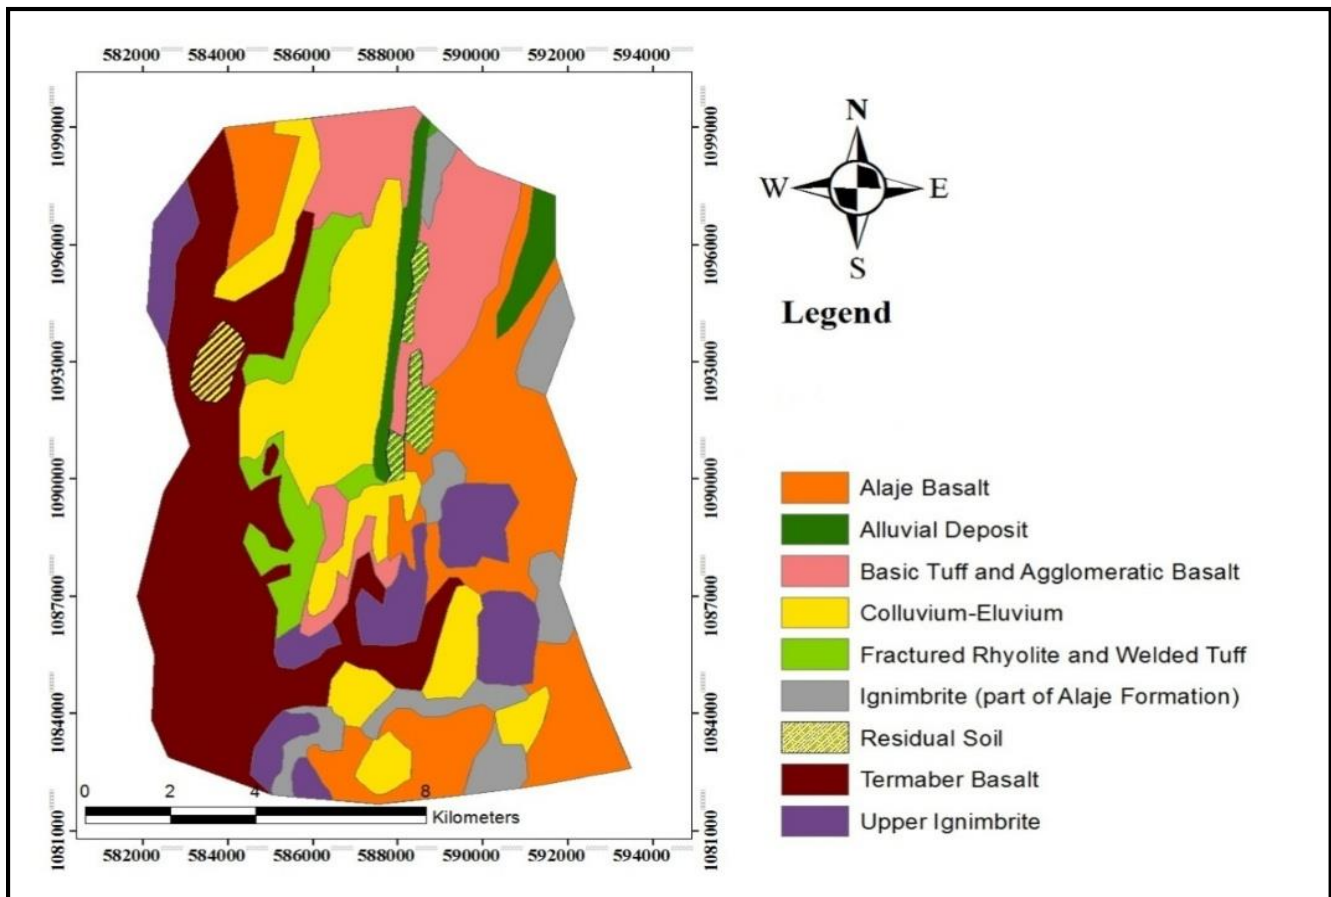 582000 584000 586000 588000 590000 592000 594000
1099000 1099000
1096000 1096000
1093000 1093000
1090000 1090000
1087000 1087000
1084000 1084000
1081000 1081000
0 2 4 8
Kilometers
582000 584000 586000 588000 590000 592000 594000
N
W E
S
Legend
Alaje Basalt
Alluvial Deposit
Basic Tuff and Agglomeratic Basalt
Colluvium-Eluvium
Fractured Rhyolite and Welded Tuff
Ignimbrite (part of Alaje Formation)
Residual Soil
Termaber Basalt
Upper Ignimbrite